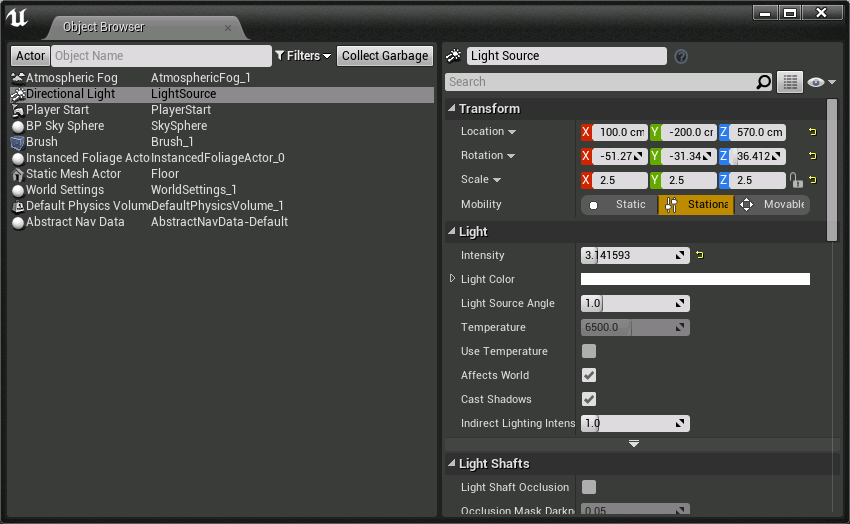 Object Browser
Actor Object Name Filters Collect Garbage
Atmospheric Fog AtmosphericFog_1
Directional Light LightSource
Player Start PlayerStart
BP Sky Sphere SkySphere
Brush Brush_1
Instanced Foliage Acto InstancedFoliageActor_0
Static Mesh Actor Floor
World Settings WorldSettings_1
Default Physics Volume DefaultPhysicsVolume_1
Abstract Nav Data AbstractNavData-Default
Light Source
Search
Transform
Location X 100.0 cm Y -200.0 cr Z 570.0 cm
Rotation X -51.27 Y -31.34 Z 36.412
Scale X 2.5 Y 2.5 Z 2.5
Mobility Static Stationa Movable
Light
Intensity 3.141593
Light Color
Light Source Angle 1.0
Temperature 6500.0
Use Temperature
Affects World
Cast Shadows
Indirect Lighting Intens 1.0
Light Shafts
Light Shaft Occlusion
Occlusion Mask Darkn 0.05